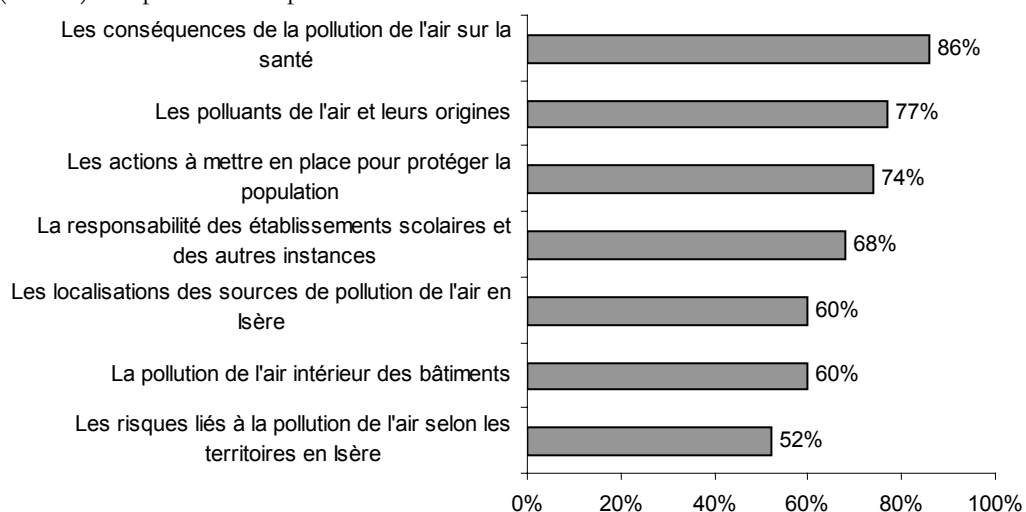 Les conséquences de la pollution de l'air sur la
santé
86%
Les polluants de l'air et leurs origines
77%
Les actions à mettre en place pour protéger la
population
74%
La responsabilité des établissements scolaires et
des autres instances
68%
Les localisations des sources de pollution de l'air en
Isère
60%
La pollution de l'air intérieur des bâtiments
60%
Les risques liés à la pollution de l'air selon les
territoires en Isère
52%
0% 20% 40% 60% 80% 100%